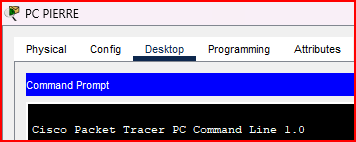 PC PIERRE
Physical Config Desktop Programming Attributes
Command Prompt
Cisco Packet Tracer PC Command Line 1.0